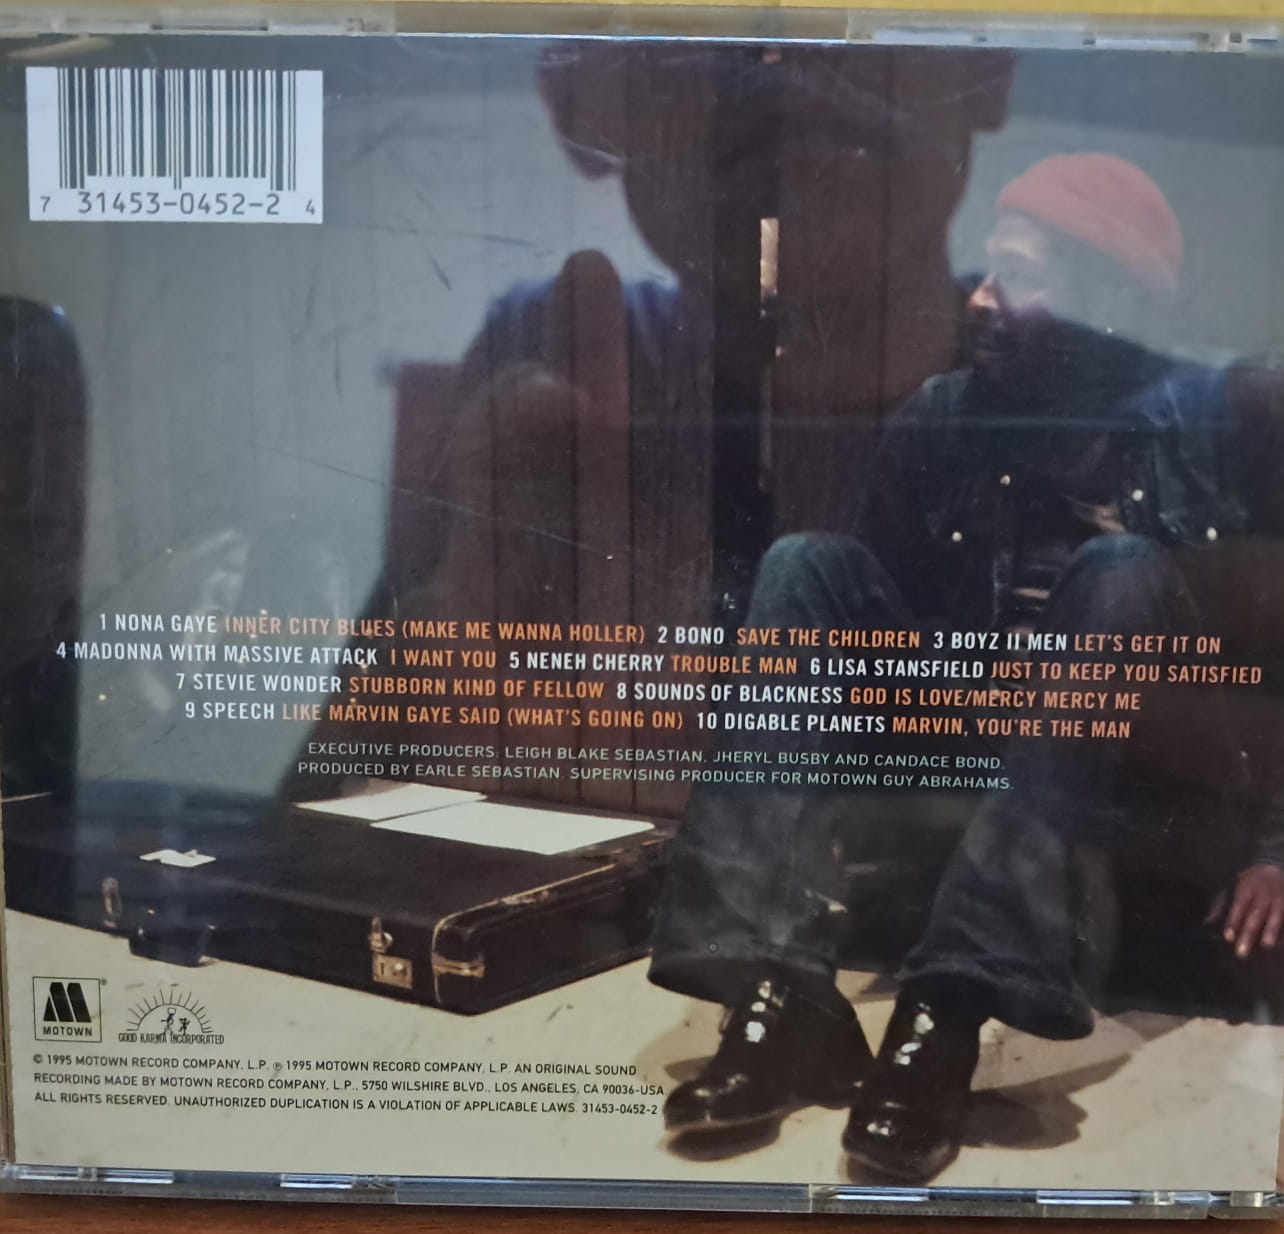 7 31453-0452-2 4
1 NONA GAYE INNER CITY BLUES (MAKE ME WANNA HOLLER) 2 BONO SAVE THE CHILDREN 3 BOYZ II MEN LET'S GET IT ON
4 MADONNA WITH MASSIVE ATTACK I WANT YOU 5 NENEH CHERRY TROUBLE MAN 6 LISA STANSFIELD JUST TO KEEP YOU SATISFIED
7 STEVIE WONDER STUBBORN KIND OF FELLOW 8 SOUNDS OF BLACKNESS GOD IS LOVE/MERCY MERCY ME
9 SPEECH LIKE MARVIN GAYE SAID (WHAT'S GOING ON) 10 DIGABLE PLANETS MARVIN, YOU'RE THE MAN
EXECUTIVE PRODUCERS: LEIGH BLAKE SEBASTIAN, JHERYL BUSBY AND CANDACE BOND.
PRODUCED BY EARLE SEBASTIAN. SUPERVISING PRODUCER FOR MOTOWN GUY ABRAHAMS.
MOTOWN ®
GOOD KARMA INCORPORATED
© 1995 MOTOWN RECORD COMPANY, L.P. ℗ 1995 MOTOWN RECORD COMPANY, L.P. AN ORIGINAL SOUND
RECORDING MADE BY MOTOWN RECORD COMPANY, L.P., 5750 WILSHIRE BLVD., LOS ANGELES, CA 90036-USA
ALL RIGHTS RESERVED. UNAUTHORIZED DUPLICATION IS A VIOLATION OF APPLICABLE LAWS. 31453-0452-2